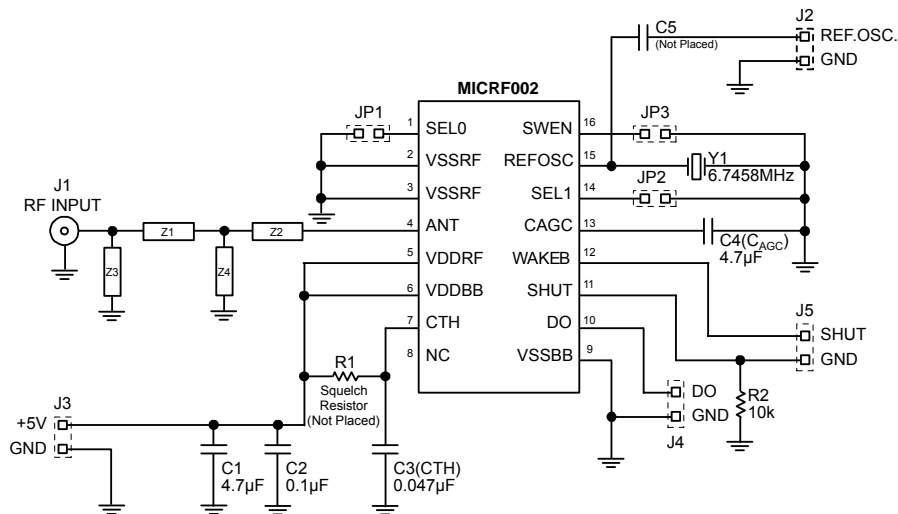 C5
(Not Placed)
J2
REF.OSC.
GND
MICRF002
JP1
1
SEL0
SWEN
16
JP3
2
VSSRF
REFOSC
15
Y1
6.7458MHz
3
VSSRF
SEL1
14
JP2
J1
RF INPUT
Z1
Z2
4
ANT
CAGC
13
C4(CAGC)
4.7µF
Z3
Z4
5
VDDRF
WAKEB
12
6
VDDBB
SHUT
11
7
CTH
DO
10
8
NC
VSSBB
9
J5
SHUT
GND
R1
Squelch
Resistor
(Not Placed)
R2
10k
DO
GND
J4
J3
+5V
GND
C1
4.7µF
C2
0.1µF
C3(CTH)
0.047µF